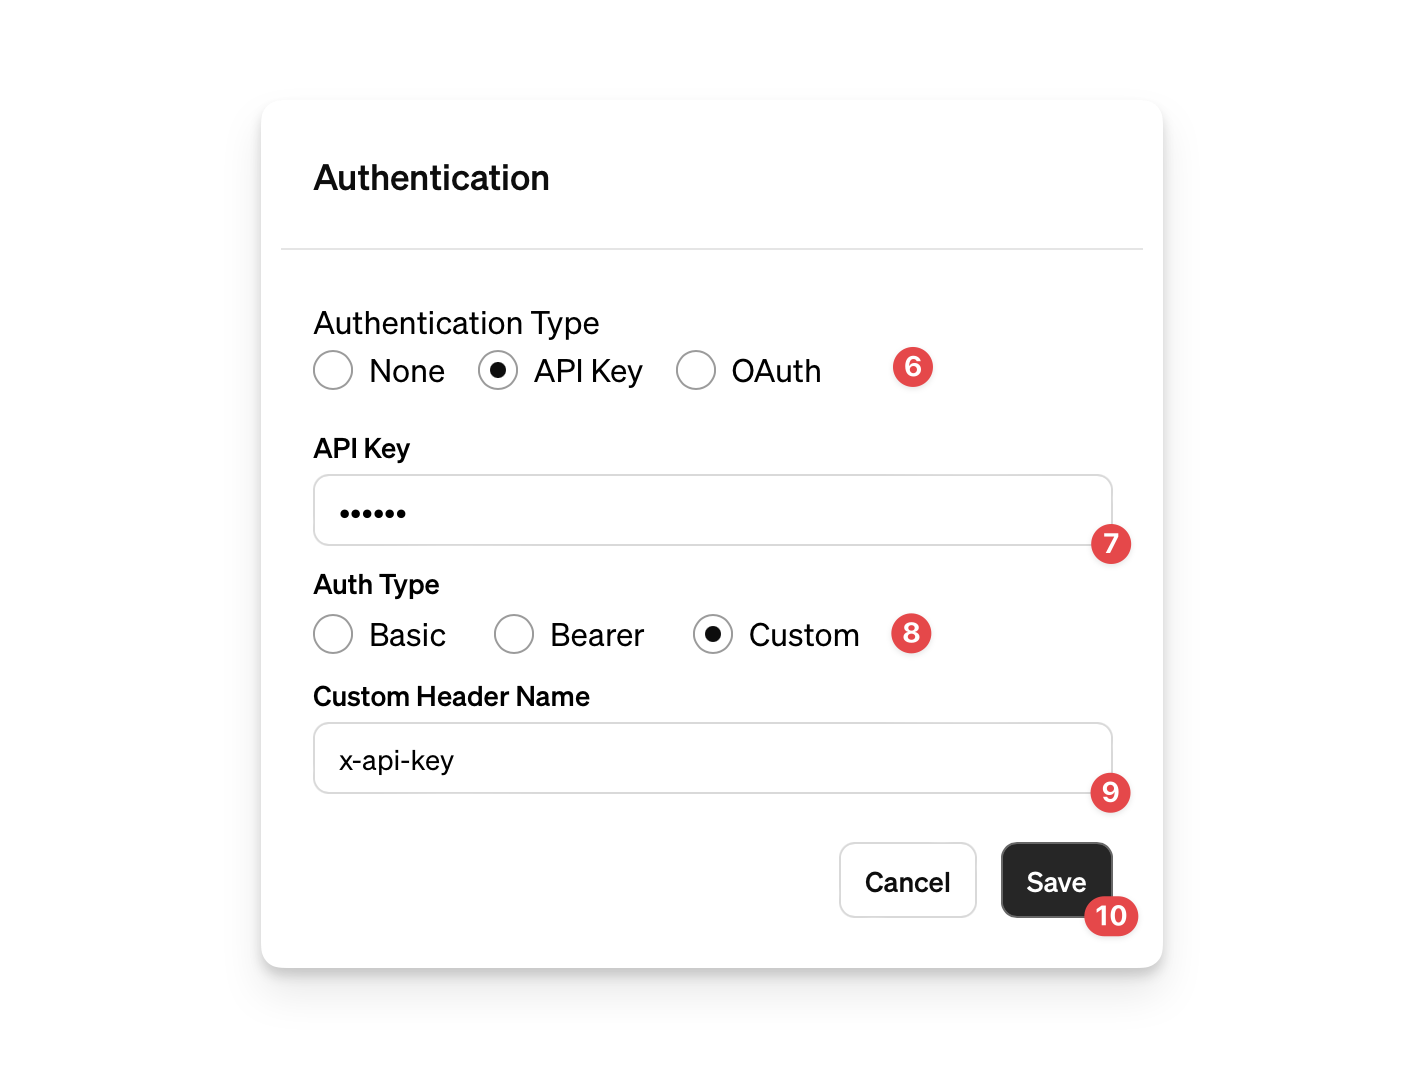 Authentication
Authentication Type
None API Key OAuth 6
API Key
••••••
7
Auth Type
Basic Bearer Custom 8
Custom Header Name
x-api-key
9
Cancel Save
10